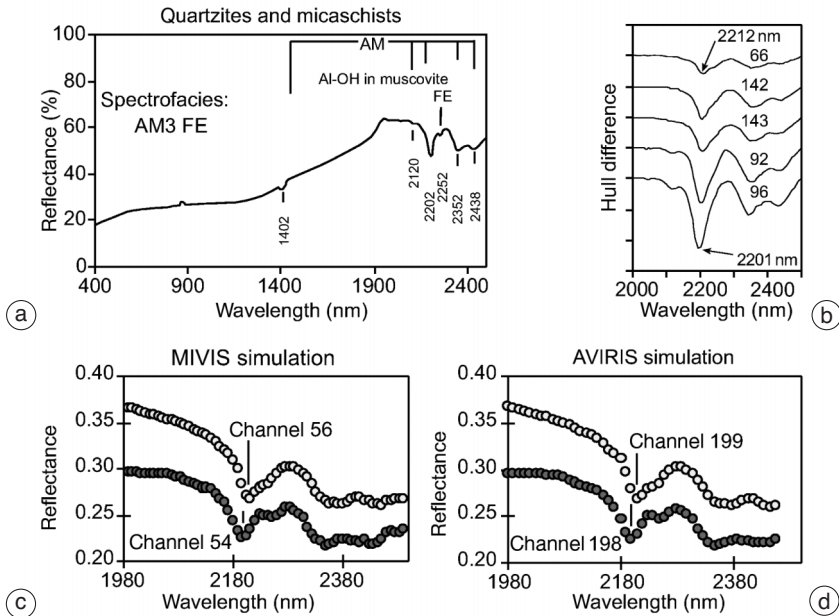 Quartzites and micaschists
100
80
60
40
20
0
Reflectance (%)
AM
Al-OH in muscovite
FE
Spectrofacies:
AM3 FE
1402
2120
2202
2252
2352
2438
400
900
1400
1900
2400
Wavelength (nm)
a
2212 nm
66
142
143
92
96
2201 nm
Hull difference
2000
2200
2400
Wavelength (nm)
b
MIVIS simulation
0.40
0.35
0.30
0.25
0.20
Reflectance
Channel 56
Channel 54
1980
2180
2380
Wavelength (nm)
c
AVIRIS simulation
0.40
0.35
0.30
0.25
0.20
Reflectance
Channel 199
Channel 198
1980
2180
2380
Wavelength (nm)
d